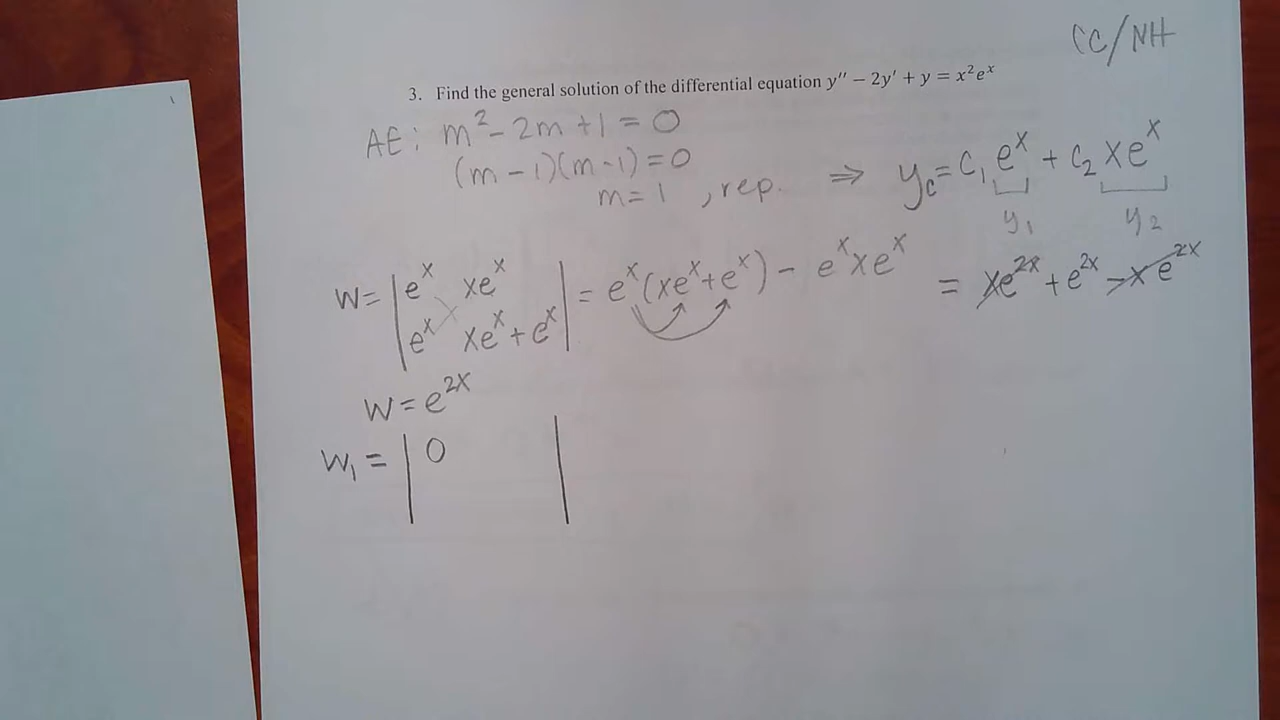 CC/NH
3. Find the general solution of the differential equation y'' − 2y' + y = x²eˣ
AE: m² − 2m + 1 = 0
(m − 1)(m − 1) = 0
m = 1 , rep. ⇒ y_c = c₁eˣ + c₂xeˣ
y₁ y₂
W = | eˣ xeˣ | = eˣ(xeˣ + eˣ) − eˣxeˣ = xe²ˣ + e²ˣ − xe²ˣ
| eˣ xeˣ + eˣ |
W = e²ˣ
W₁ = | 0 |